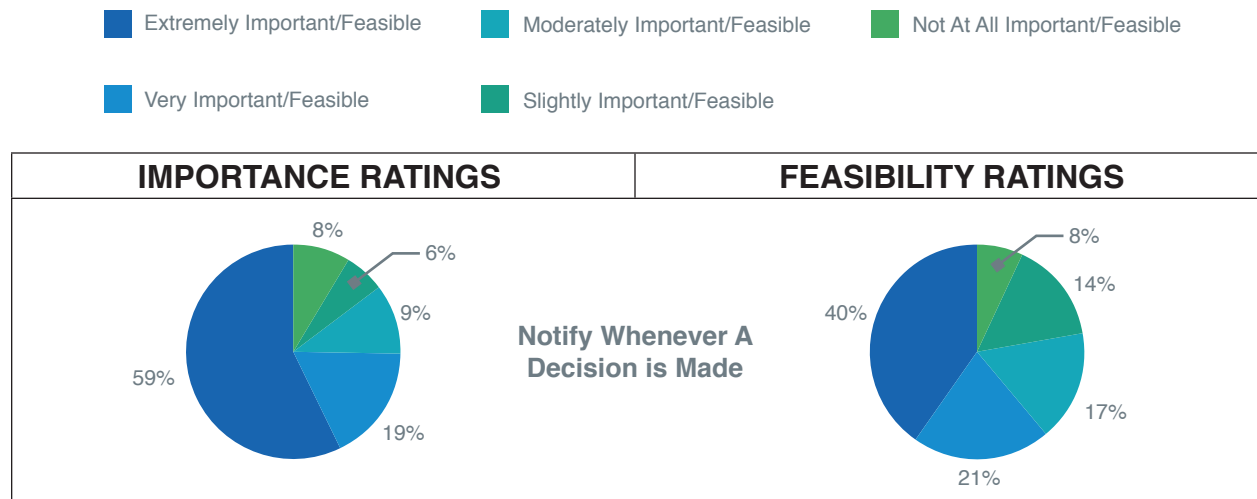 Extremely Important/Feasible
Moderately Important/Feasible
Not At All Important/Feasible
Very Important/Feasible
Slightly Important/Feasible
IMPORTANCE RATINGS
FEASIBILITY RATINGS
8%
6%
9%
59%
19%
Notify Whenever A
Decision is Made
8%
14%
40%
17%
21%